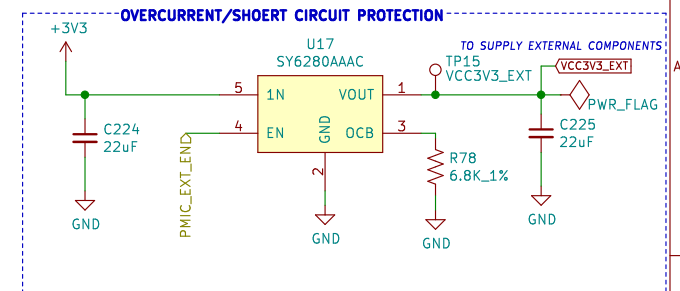 OVERCURRENT/SHOERT CIRCUIT PROTECTION
+3V3
TO SUPPLY EXTERNAL COMPONENTS
U17
SY6280AAAC
TP15
VCC3V3_EXT
VCC3V3_EXT
A
5
1N
VOUT
1
PWR_FLAG
C224
22uF
4
EN
GND
OCB
3
C225
22uF
PMIC_EXT_END
2
R78
6.8K_1%
GND
GND
GND
GND